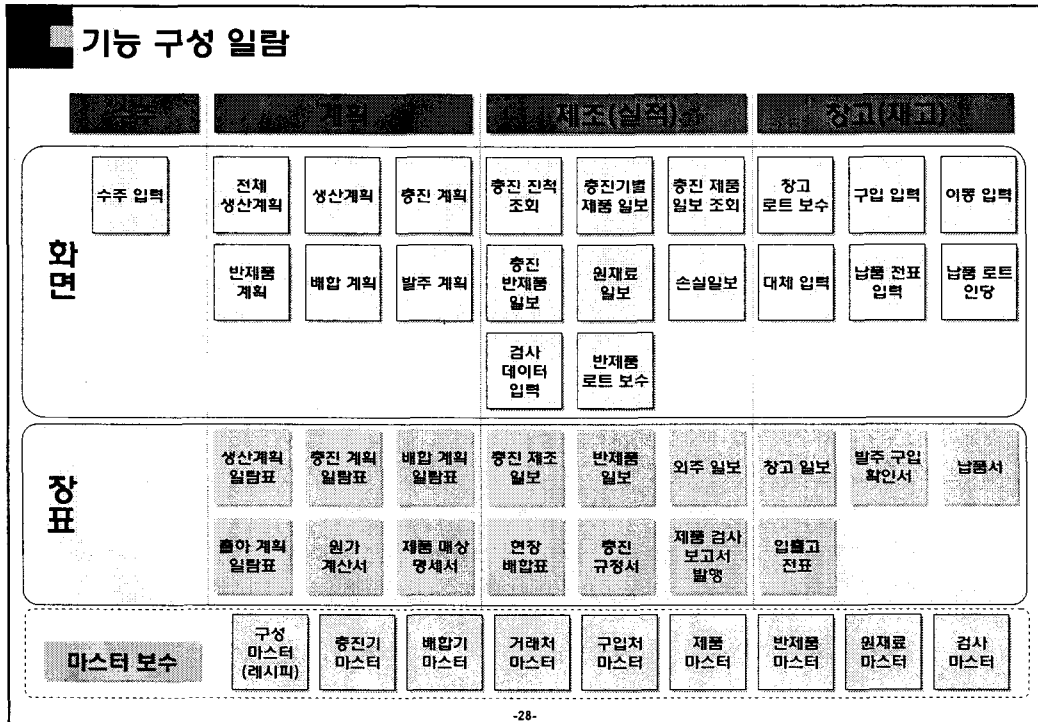 기능 구성 일람
수주
계획
제조(실적)
창고(재고)
화면
수주 입력
전체
생산계획
생산계획
충진 계획
충진 진척
조회
충진기별
제품 일보
충진 제품
일보 조회
창고
로트 보수
구입 입력
이동 입력
반제품
계획
배합 계획
발주 계획
충진
반제품
일보
원재료
일보
손실일보
대체 입력
납품 전표
입력
납품 로트
인당
검사
데이터
입력
반제품
로트 보수
장표
생산계획
일람표
충진 계획
일람표
배합 계획
일람표
충진 제조
일보
반제품
일보
외주 일보
창고 일보
발주 구입
확인서
납품서
출하 계획
일람표
원가
계산서
제품 매상
명세서
현장
배합표
충진
규정서
제품 검사
보고서
발행
입출고
전표
마스터 보수
구성
마스터
(레시피)
충진기
마스터
배합기
마스터
거래처
마스터
구입처
마스터
제품
마스터
반제품
마스터
원재료
마스터
검사
마스터
-28-